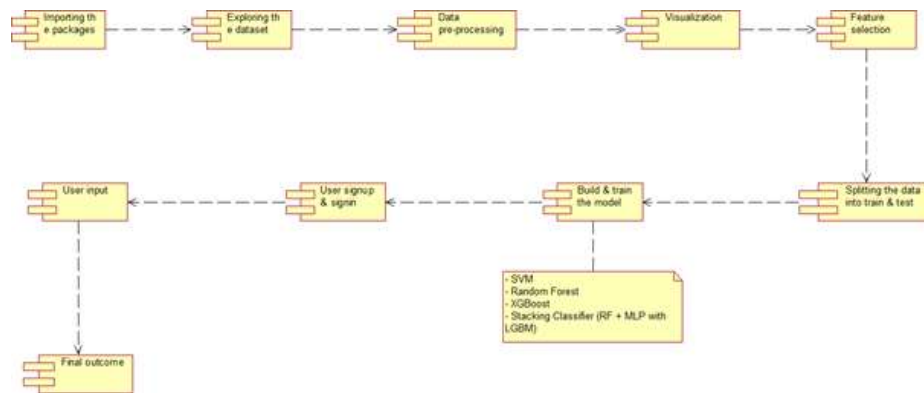 Importing th
e packages
Exploring th
e dataset
Data
pre-processing
Visualization
Feature
selection
Splitting the data
into train & test
Build & train
the model
User signup
& signin
User input
- SVM
- Random Forest
- XGBoost
- Stacking Classifier (RF + MLP with
LGBM)
Final outcome